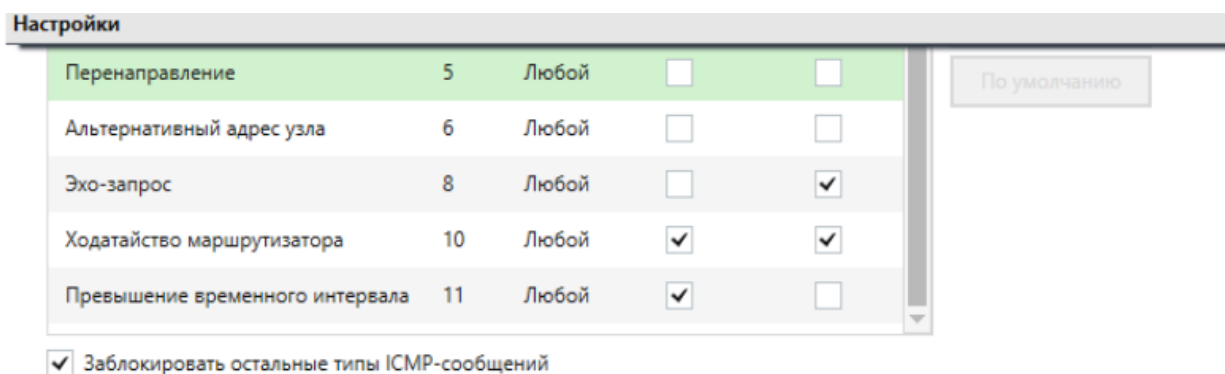 Настройки
Перенаправление 5 Любой
По умолчанию
Альтернативный адрес узла 6 Любой
Эхо-запрос 8 Любой
Ходатайство маршрутизатора 10 Любой
Превышение временного интервала 11 Любой
Заблокировать остальные типы ICMP-сообщений